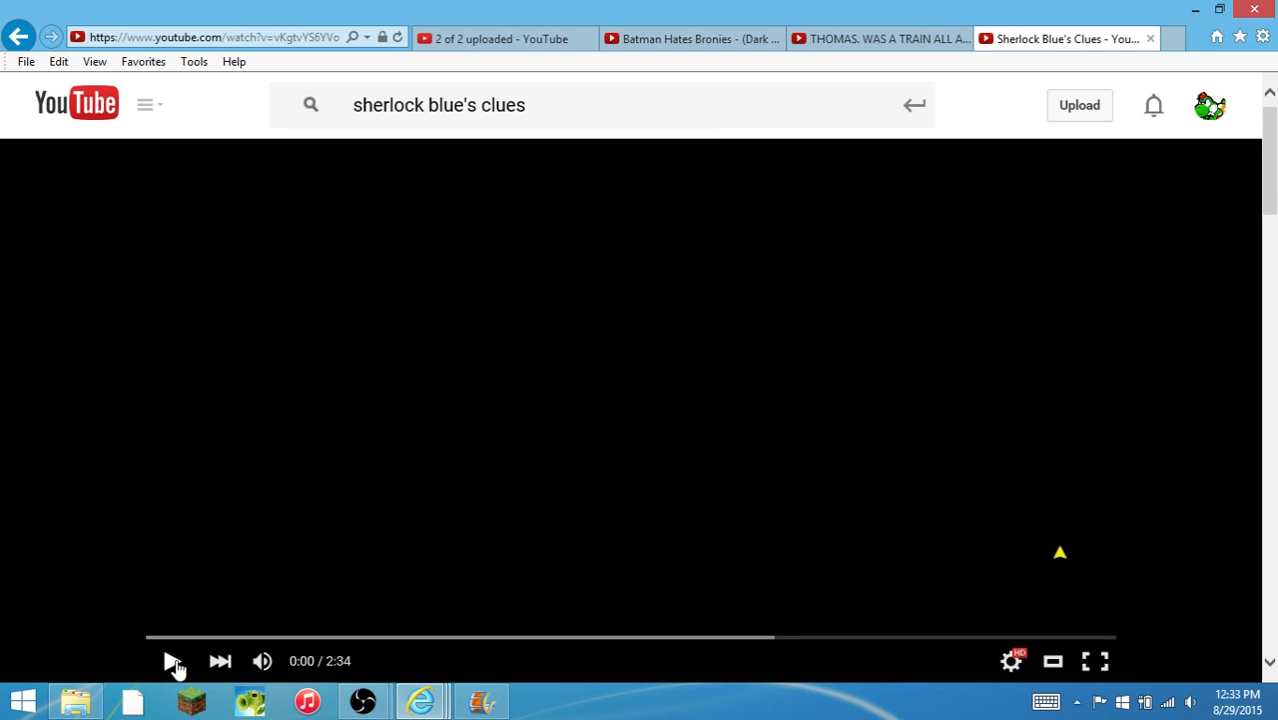 https://www.youtube.com/watch?v=vKgtvYS6YVo
2 of 2 uploaded - YouTube
Batman Hates Bronies - (Dark ...
THOMAS. WAS A TRAIN ALL A...
Sherlock Blue's Clues - You...
File Edit View Favorites Tools Help
YouTube
sherlock blue's clues
Upload
0:00 / 2:34
HD
12:33 PM
8/29/2015